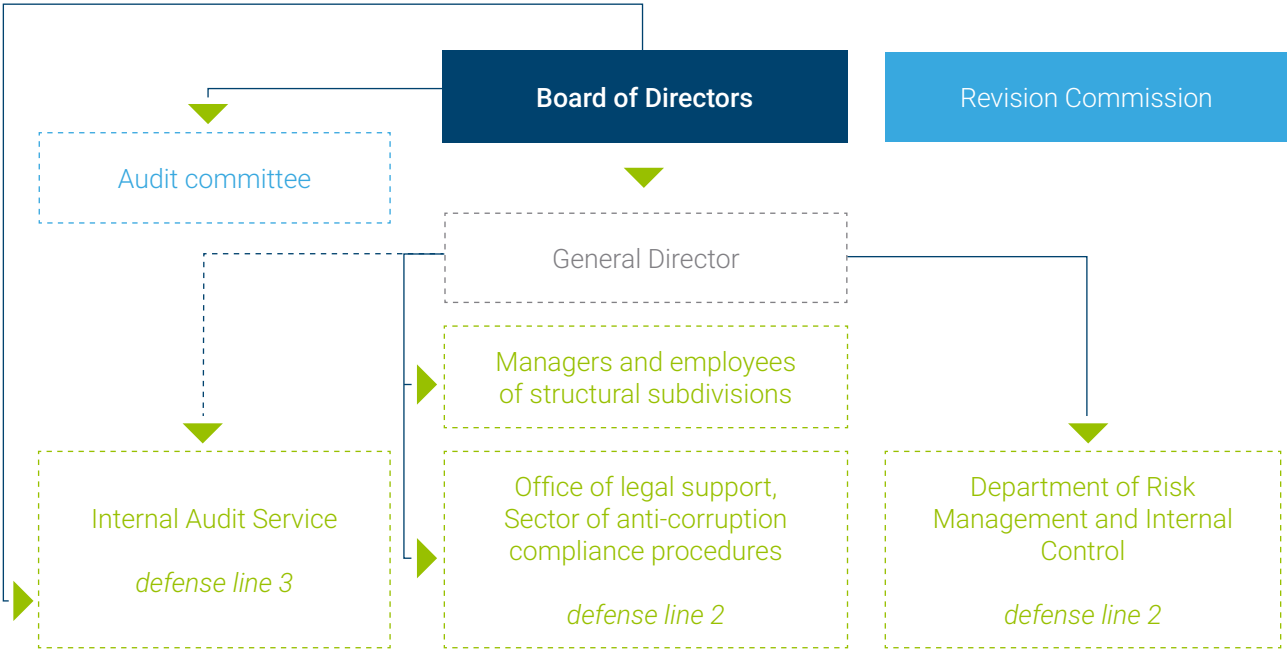 Board of Directors
Revision Commission
Audit committee
General Director
Managers and employees
of structural subdivisions
Internal Audit Service
defense line 3
Office of legal support,
Sector of anti-corruption
compliance procedures
defense line 2
Department of Risk
Management and Internal
Control
defense line 2